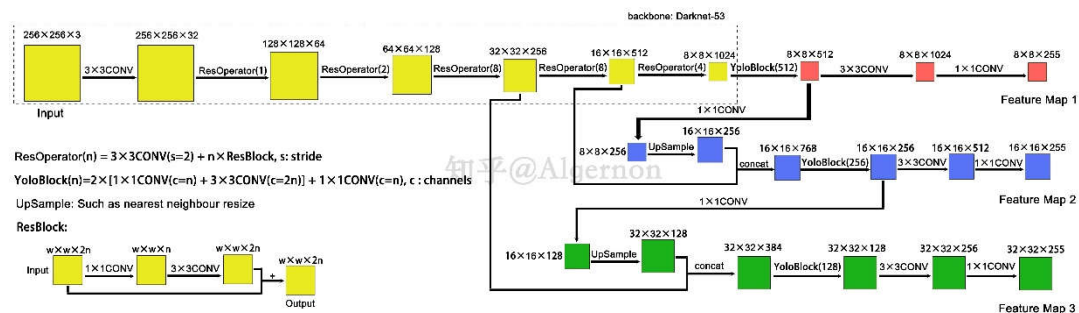 backbone: Darknet-53
256×256×3
256×256×32
128×128×64
64×64×128
32×32×256
16×16×512
8×8×1024
8×8×512
8×8×1024
8×8×255
3×3CONV
ResOperator(1)
ResOperator(2)
ResOperator(8)
ResOperator(8)
ResOperator(4)
YoloBlock(512)
3×3CONV
1×1CONV
Input
Feature Map 1
1×1CONV
8×8×256
UpSample
16×16×256
concat
16×16×768
YoloBlock(256)
16×16×256
3×3CONV
16×16×512
1×1CONV
16×16×255
Feature Map 2
知乎@Algernon
ResOperator(n) = 3×3CONV(s=2) + n×ResBlock, s: stride
YoloBlock(n)=2×[1×1CONV(c=n) + 3×3CONV(c=2n)] + 1×1CONV(c=n), c : channels
UpSample: Such as nearest neighbour resize
ResBlock:
1×1CONV
16×16×128
UpSample
32×32×128
concat
32×32×384
YoloBlock(128)
32×32×128
3×3CONV
32×32×256
1×1CONV
32×32×255
Feature Map 3
w×w×2n
w×w×n
w×w×2n
Input
1×1CONV
3×3CONV
+
w×w×2n
Output